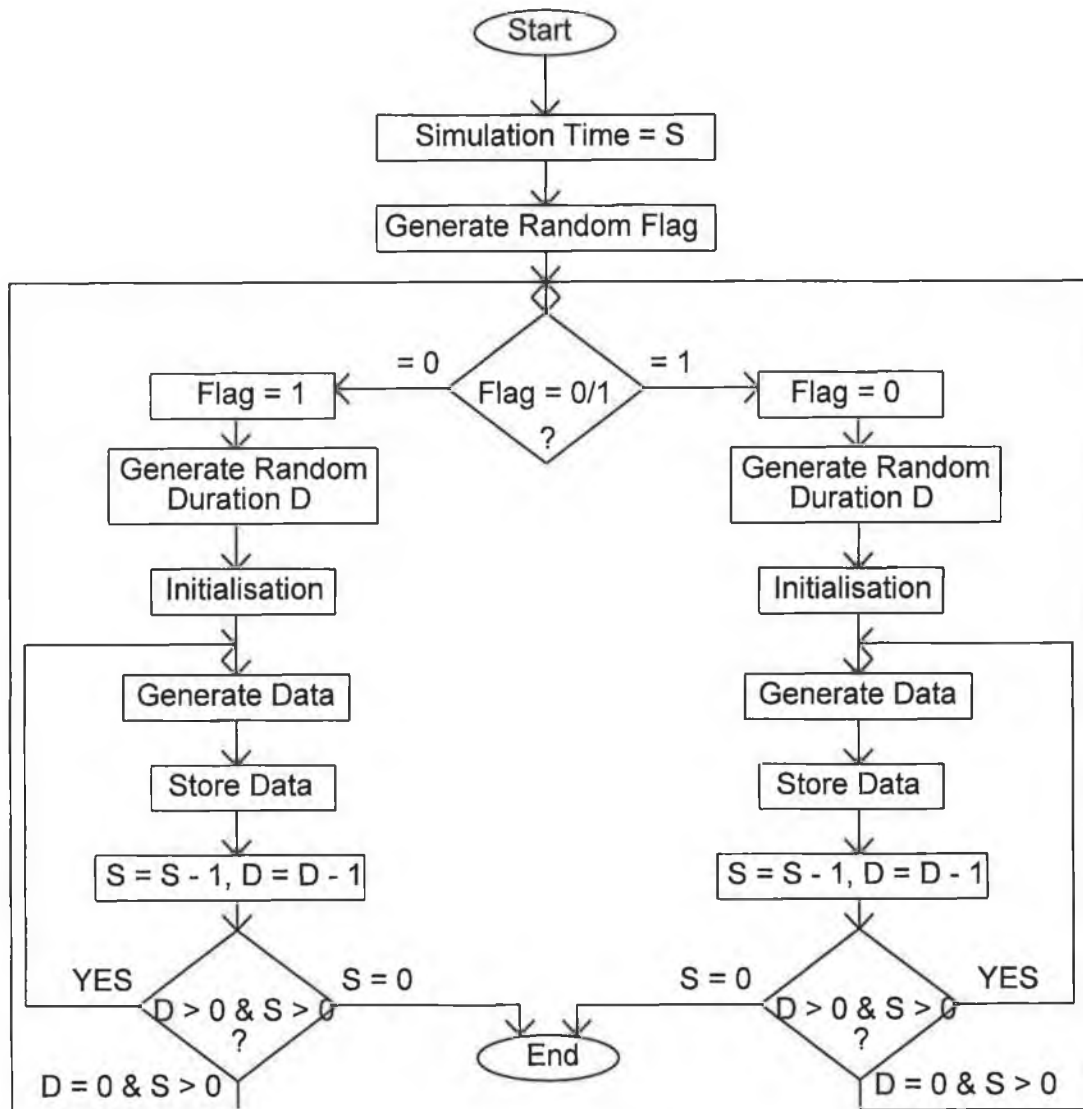 Start
Simulation Time = S
Generate Random Flag
= 0
= 1
Flag = 0/1
?
Flag = 1
Generate Random
Duration D
Initialisation
Generate Data
Store Data
S = S - 1, D = D - 1
YES
D > 0 & S > 0
?
S = 0
D = 0 & S > 0
Flag = 0
Generate Random
Duration D
Initialisation
Generate Data
Store Data
S = S - 1, D = D - 1
S = 0
D > 0 & S > 0
?
YES
D = 0 & S > 0
End